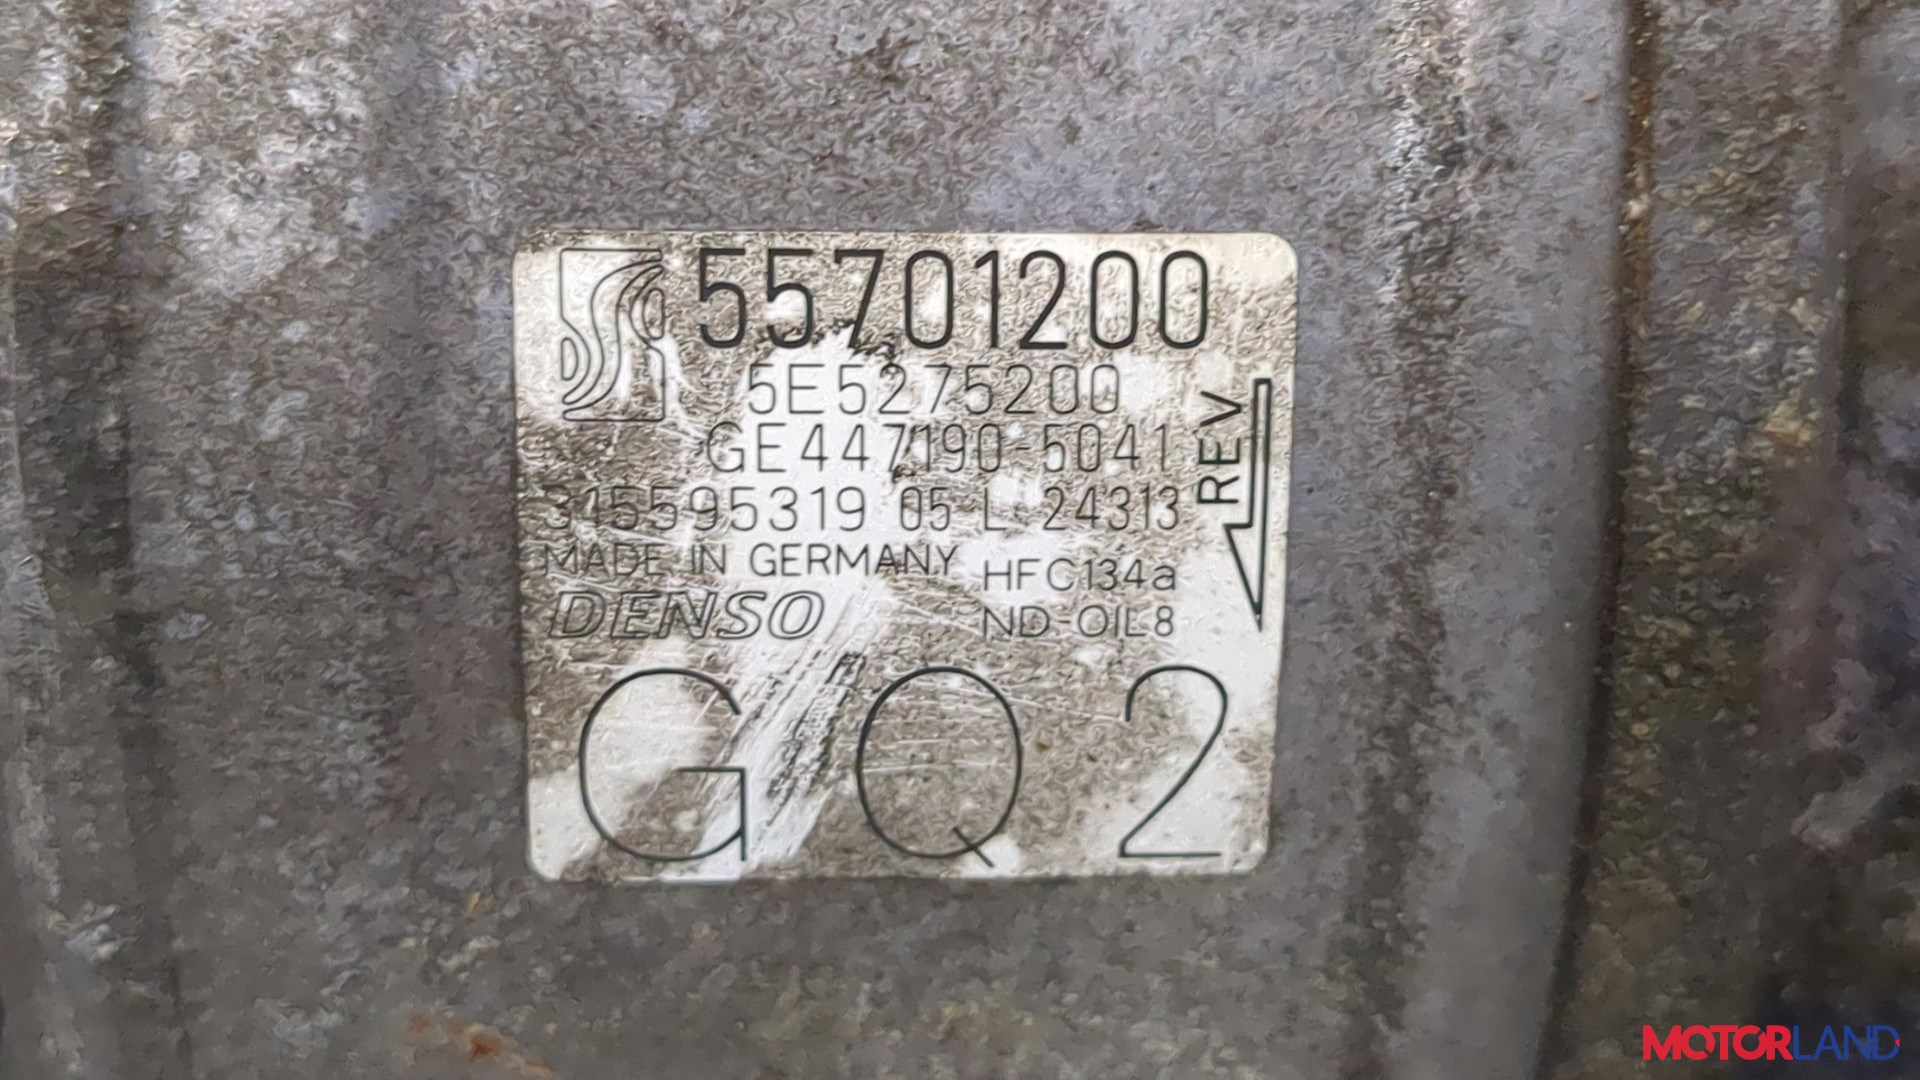 55701200
5E5275200
GE447190-5041
315595319 05 L 24313
REV
MADE IN GERMANY HFC134a
DENSO ND-OIL8
GQ2
MOTORLAND